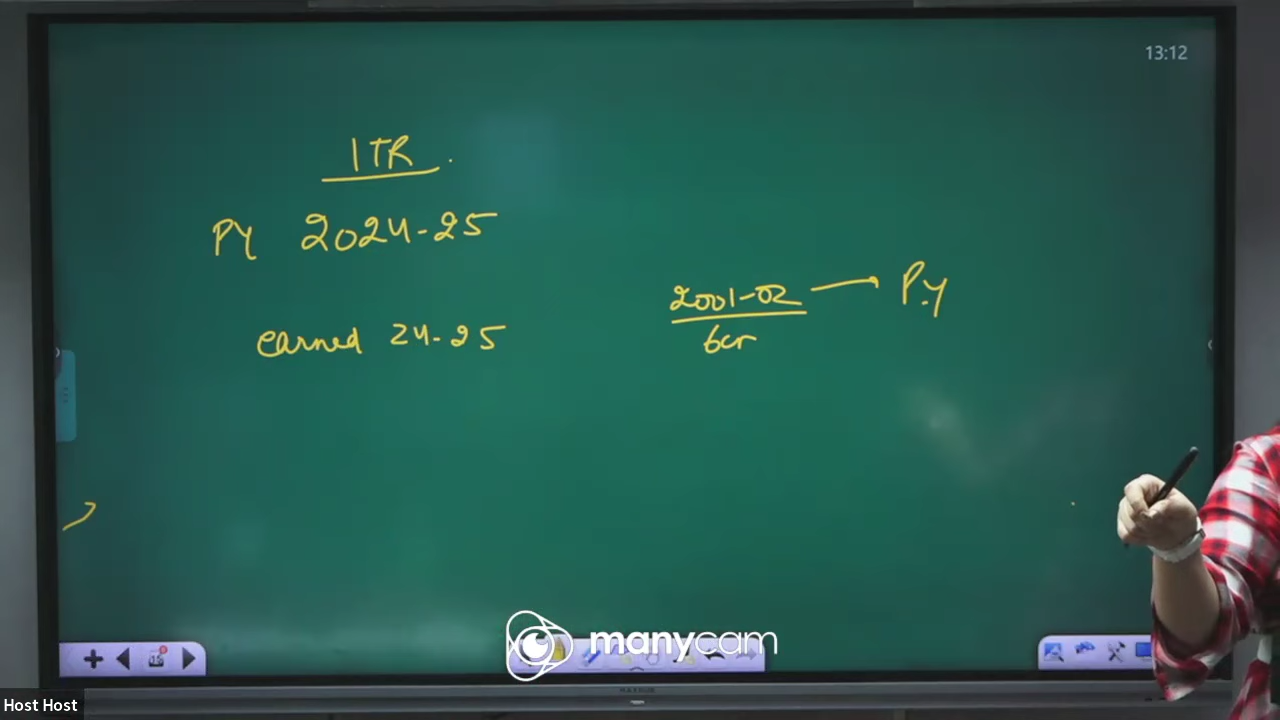 13:12
ITR
PY 2024-25
2001-02 P.Y
earned 24-25
6cr
manycam
Host Host